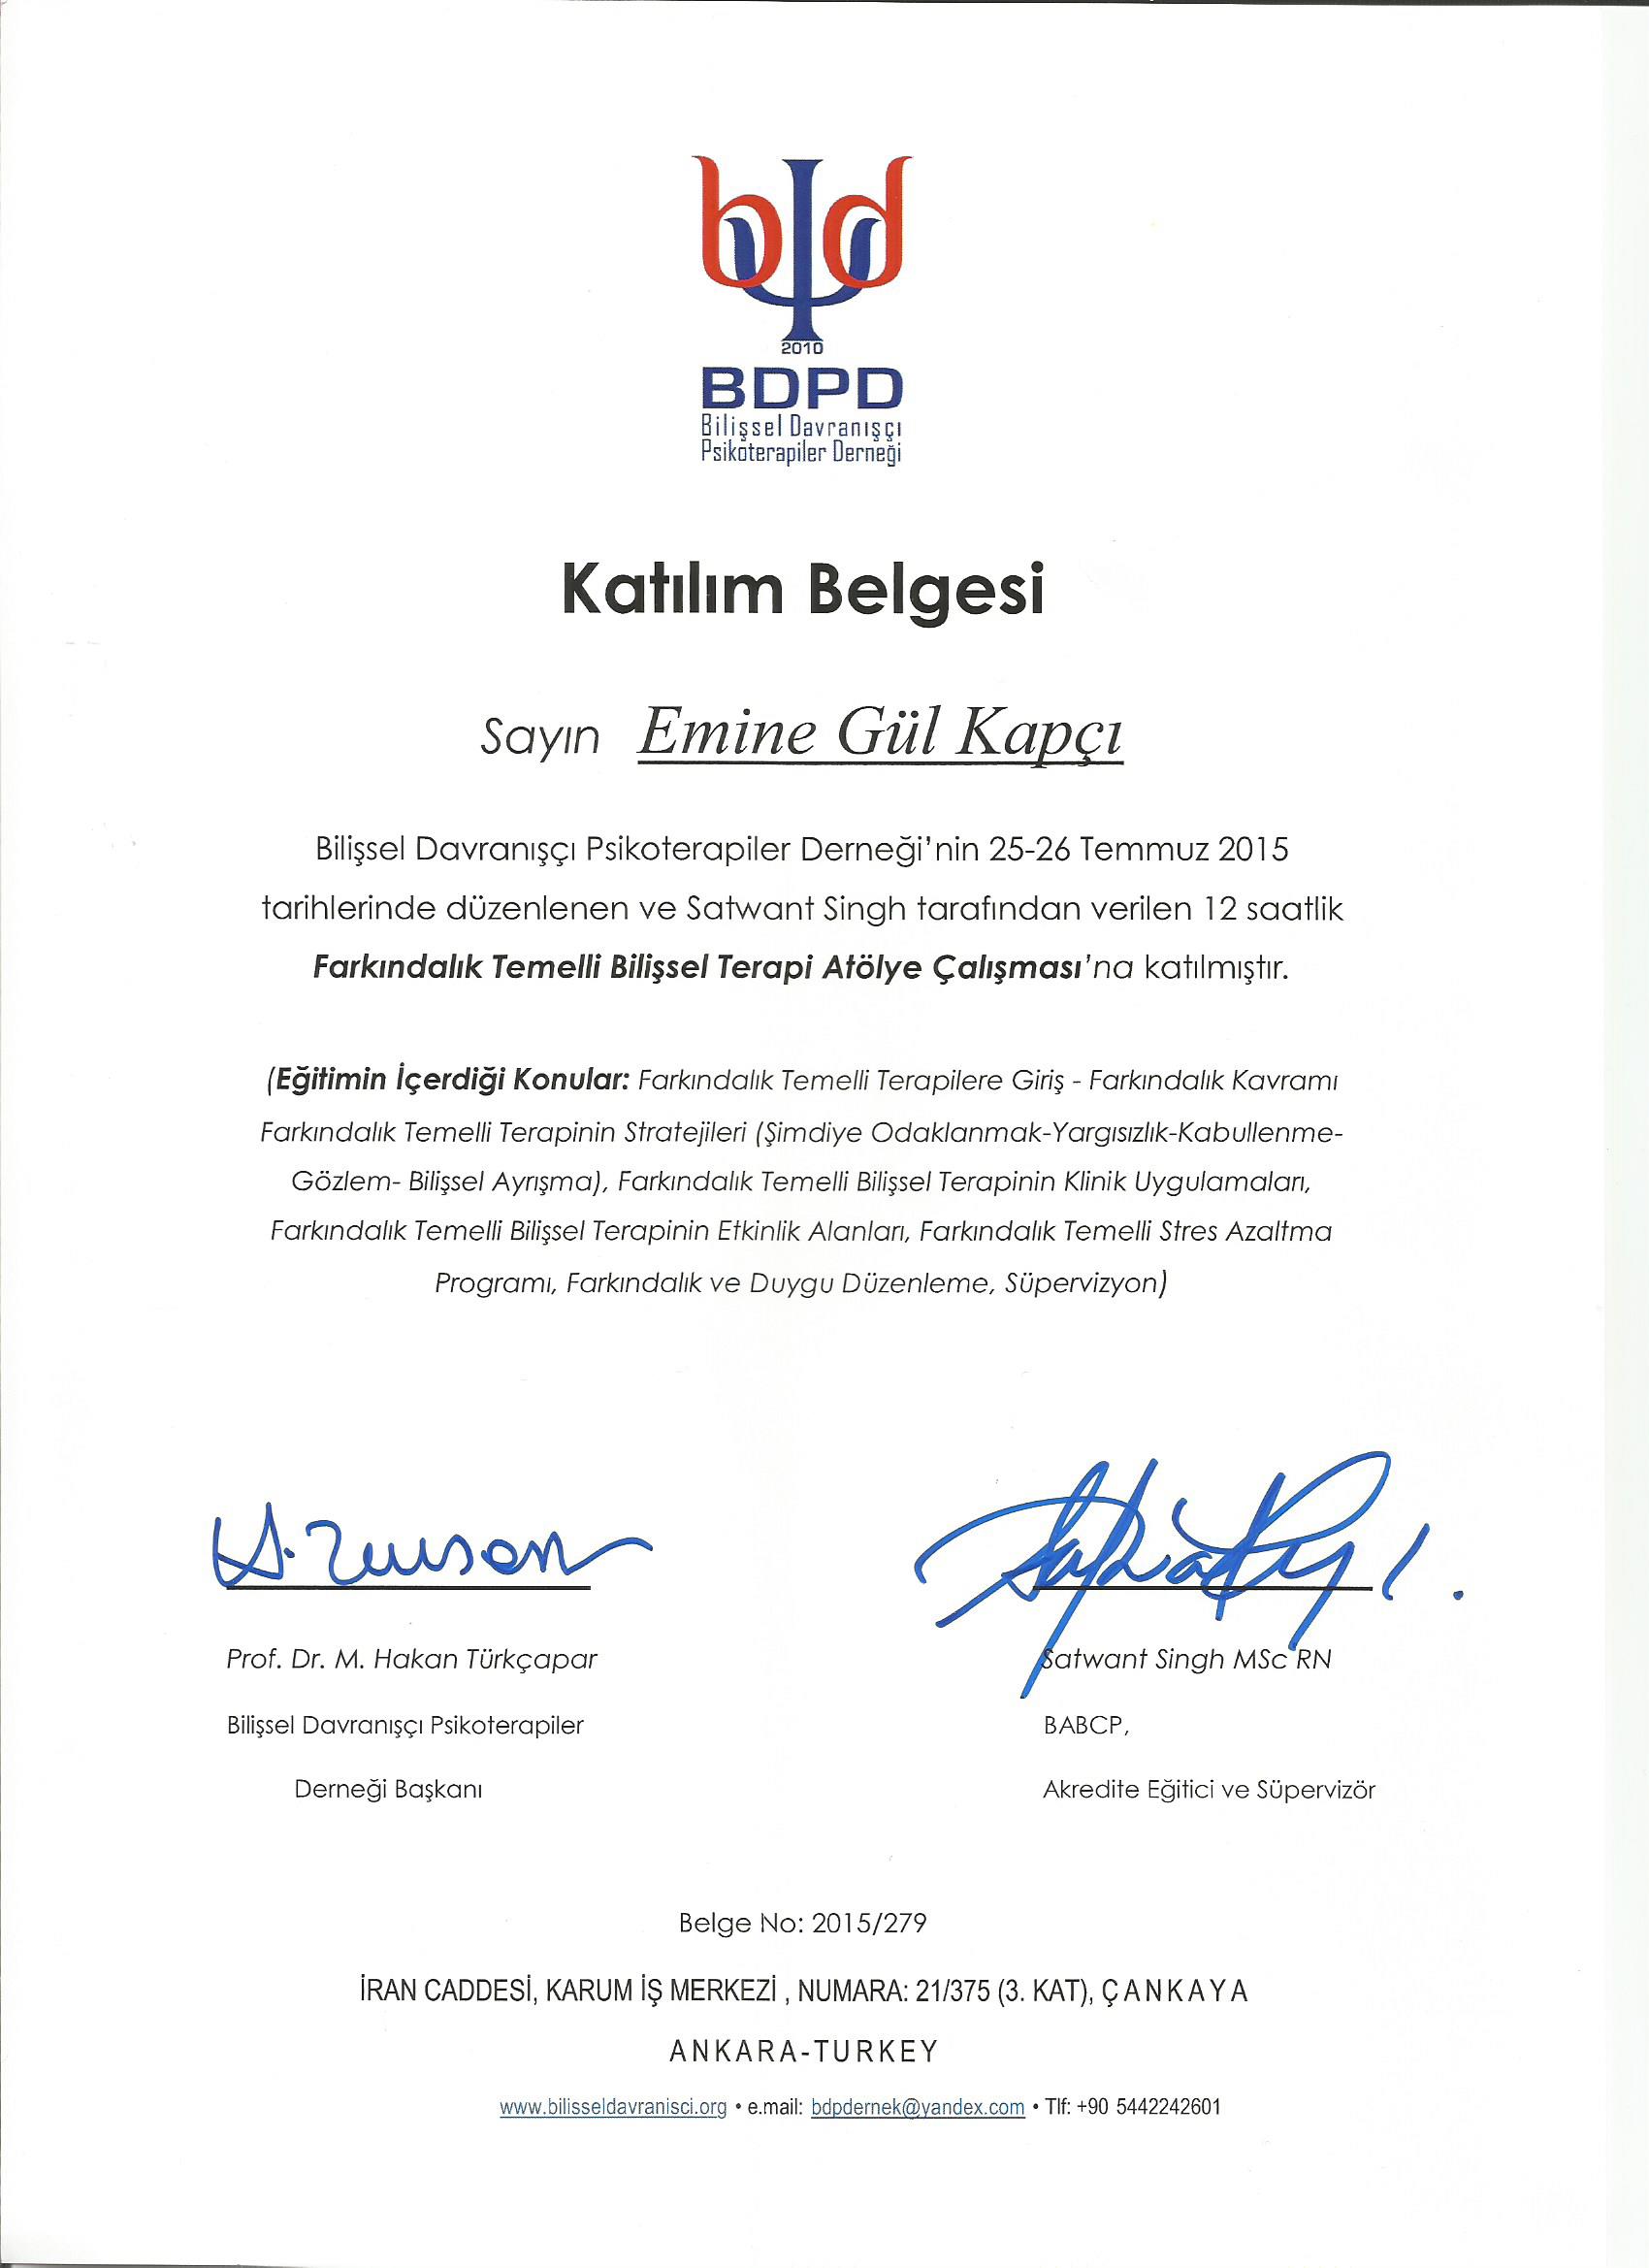 bψd
2010
BDPD
Bilişsel Davranışçı
Psikoterapiler Derneği
Katılım Belgesi
Sayın Emine Gül Kapçı
Bilişsel Davranışçı Psikoterapiler Derneği'nin 25-26 Temmuz 2015
tarihlerinde düzenlenen ve Satwant Singh tarafından verilen 12 saatlik
Farkındalık Temelli Bilişsel Terapi Atölye Çalışması'na katılmıştır.
(Eğitimin İçerdiği Konular: Farkındalık Temelli Terapilere Giriş - Farkındalık Kavramı
Farkındalık Temelli Terapinin Stratejileri (Şimdiye Odaklanmak-Yargısızlık-Kabullenme-
Gözlem- Bilişsel Ayrışma), Farkındalık Temelli Bilişsel Terapinin Klinik Uygulamaları,
Farkındalık Temelli Bilişsel Terapinin Etkinlik Alanları, Farkındalık Temelli Stres Azaltma
Programı, Farkındalık ve Duygu Düzenleme, Süpervizyon)
Prof. Dr. M. Hakan Türkçapar
Satwant Singh MSc RN
Bilişsel Davranışçı Psikoterapiler
BABCP,
Derneği Başkanı
Akredite Eğitici ve Süpervizör
Belge No: 2015/279
İRAN CADDESİ, KARUM İŞ MERKEZİ , NUMARA: 21/375 (3. KAT), ÇANKAYA
ANKARA-TURKEY
www.bilisseldavranisci.org • e.mail: bdpdernek@yandex.com • Tlf: +90 5442242601